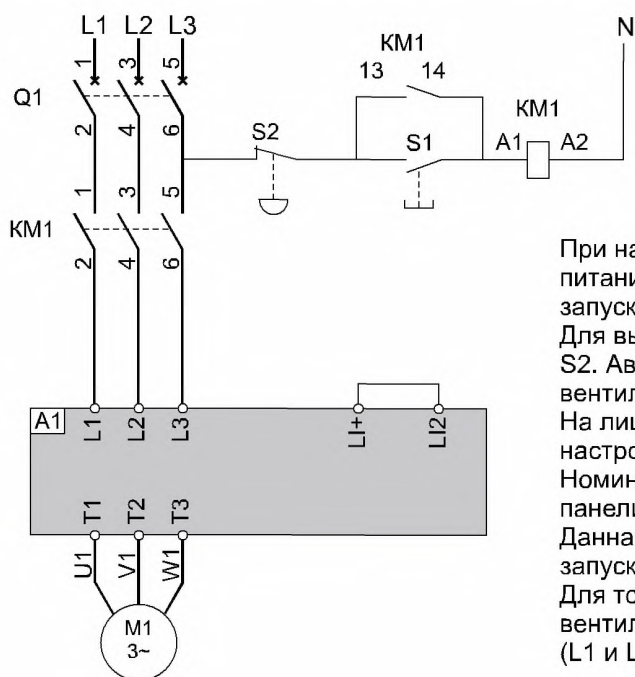 L1 L2 L3
N
KM1
13 14
1 3 5
Q1
KM1
S2
S1
A1
A2
2 4 6
1 3 5
KM1
2 4 6
При на
питани
запуск
Для вы
S2. Ав
вентил
На лиц
настро
Номин
панели
Данна
запуск
Для то
вентил
(L1 и L
A1
L1 L2 L3
LI+ LI2
T1 T2 T3
U1 V1 W1
M1
3~